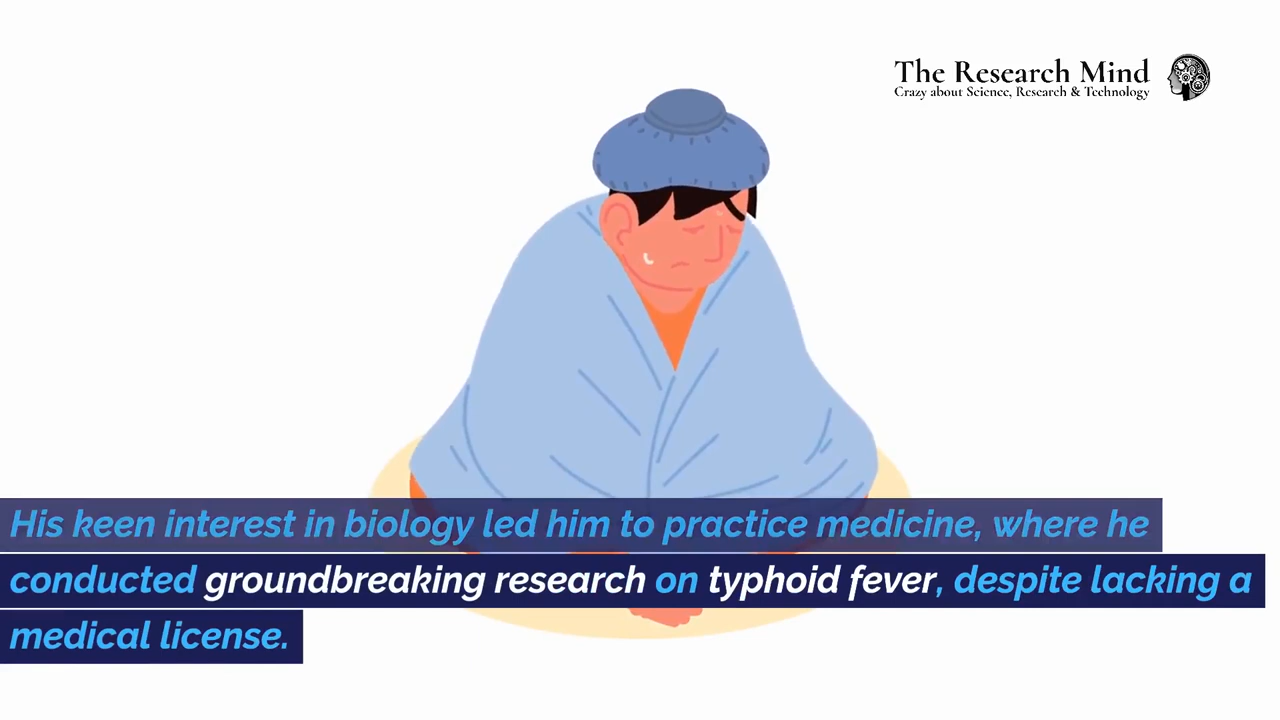 The Research Mind
Crazy about Science, Research & Technology
His keen interest in biology led him to practice medicine, where he
conducted groundbreaking research on typhoid fever, despite lacking a
medical license.